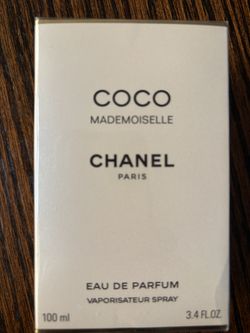 COCO
MADEMOISELLE
CHANEL
PARIS
EAU DE PARFUM
VAPORISATEUR SPRAY
100 ml 3.4 FL.OZ.